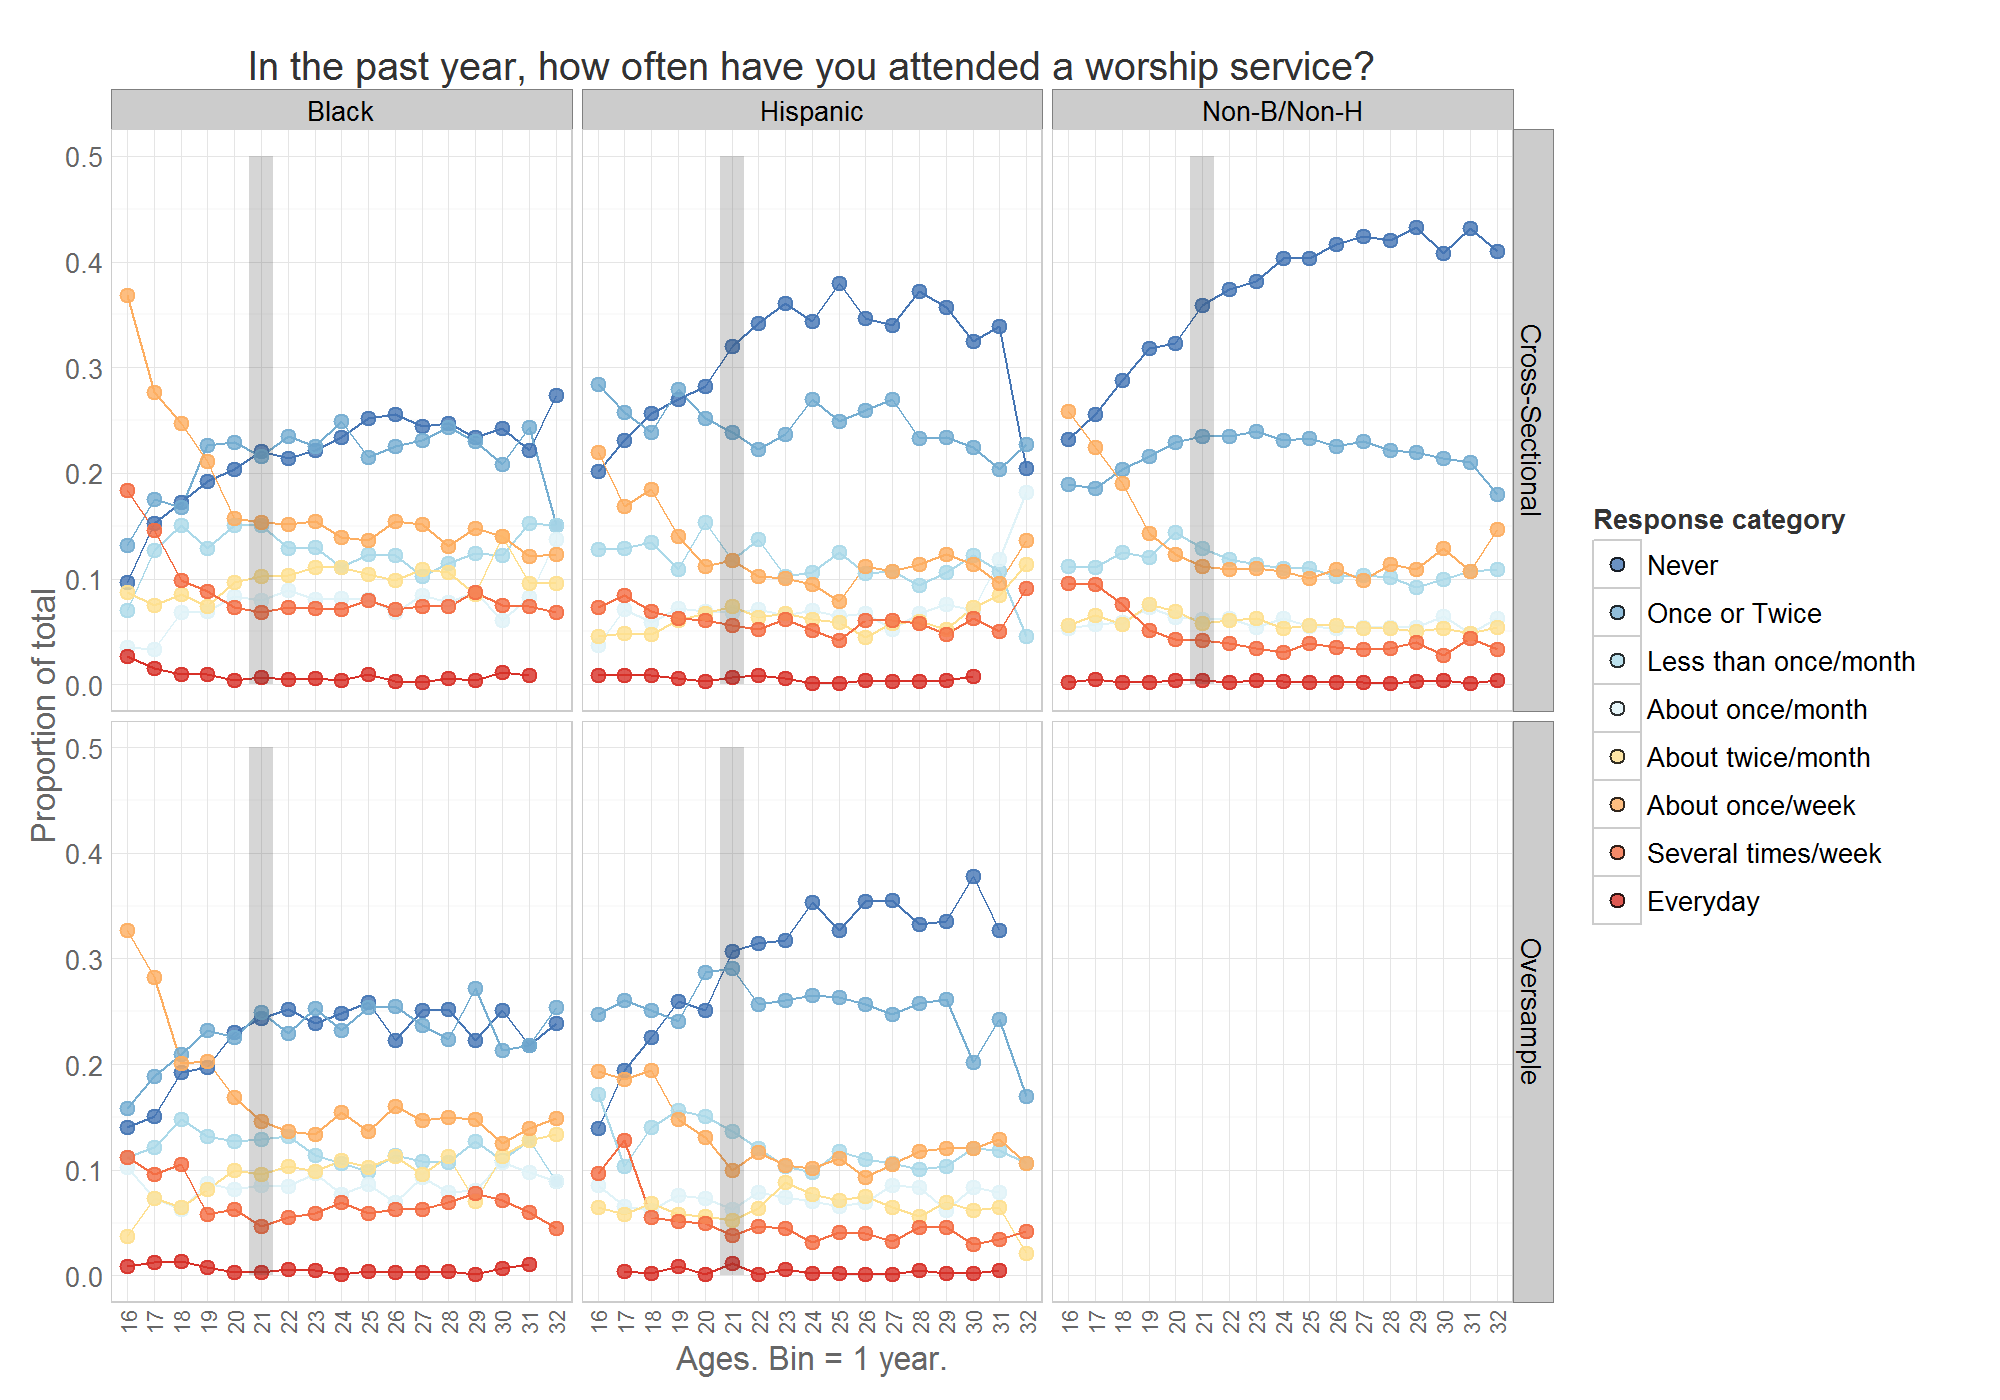 In the past year, how often have you attended a worship service?
Black
Hispanic
Non-B/Non-H
0.5
0.4
0.3
0.2
0.1
0.0
Cross-Sectional
Proportion of total
0.5
0.4
0.3
0.2
0.1
0.0
Oversample
16 17 18 19 20 21 22 23 24 25 26 27 28 29 30 31 32
16 17 18 19 20 21 22 23 24 25 26 27 28 29 30 31 32
16 17 18 19 20 21 22 23 24 25 26 27 28 29 30 31 32
Ages. Bin = 1 year.
Response category
Never
Once or Twice
Less than once/month
About once/month
About twice/month
About once/week
Several times/week
Everyday